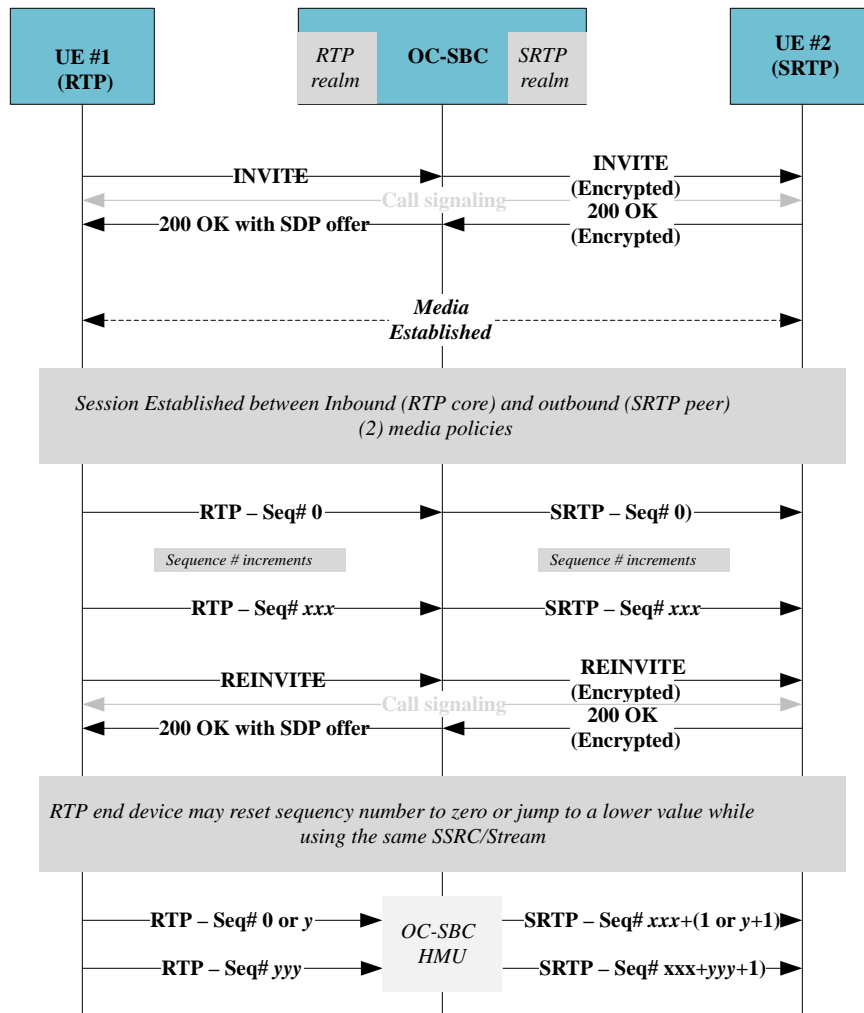 UE #1
(RTP)
RTP
realm
OC-SBC
SRTP
realm
UE #2
(SRTP)
INVITE
INVITE
(Encrypted)
Call signaling
200 OK with SDP offer
200 OK
(Encrypted)
Media
Established
Session Established between Inbound (RTP core) and outbound (SRTP peer)
(2) media policies
RTP – Seq# 0
SRTP – Seq# 0)
Sequence # increments
Sequence # increments
RTP – Seq# xxx
SRTP – Seq# xxx
REINVITE
REINVITE
(Encrypted)
Call signaling
200 OK with SDP offer
200 OK
(Encrypted)
RTP end device may reset sequency number to zero or jump to a lower value while
using the same SSRC/Stream
RTP – Seq# 0 or y
OC-SBC
HMU
SRTP – Seq# xxx+(1 or y+1)
RTP – Seq# yyy
SRTP – Seq# xxx+yyy+1)